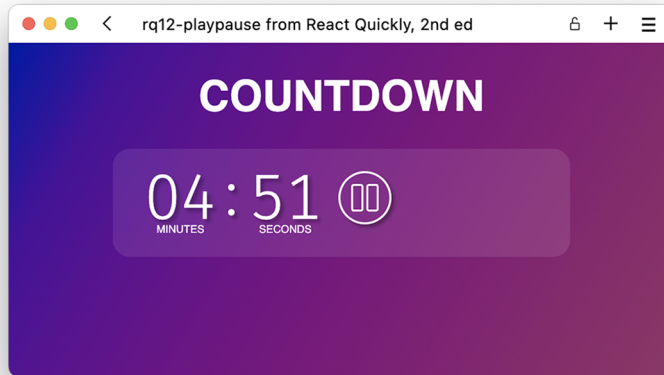 rq12-playpause from React Quickly, 2nd ed
COUNTDOWN
04:51
MINUTES SECONDS